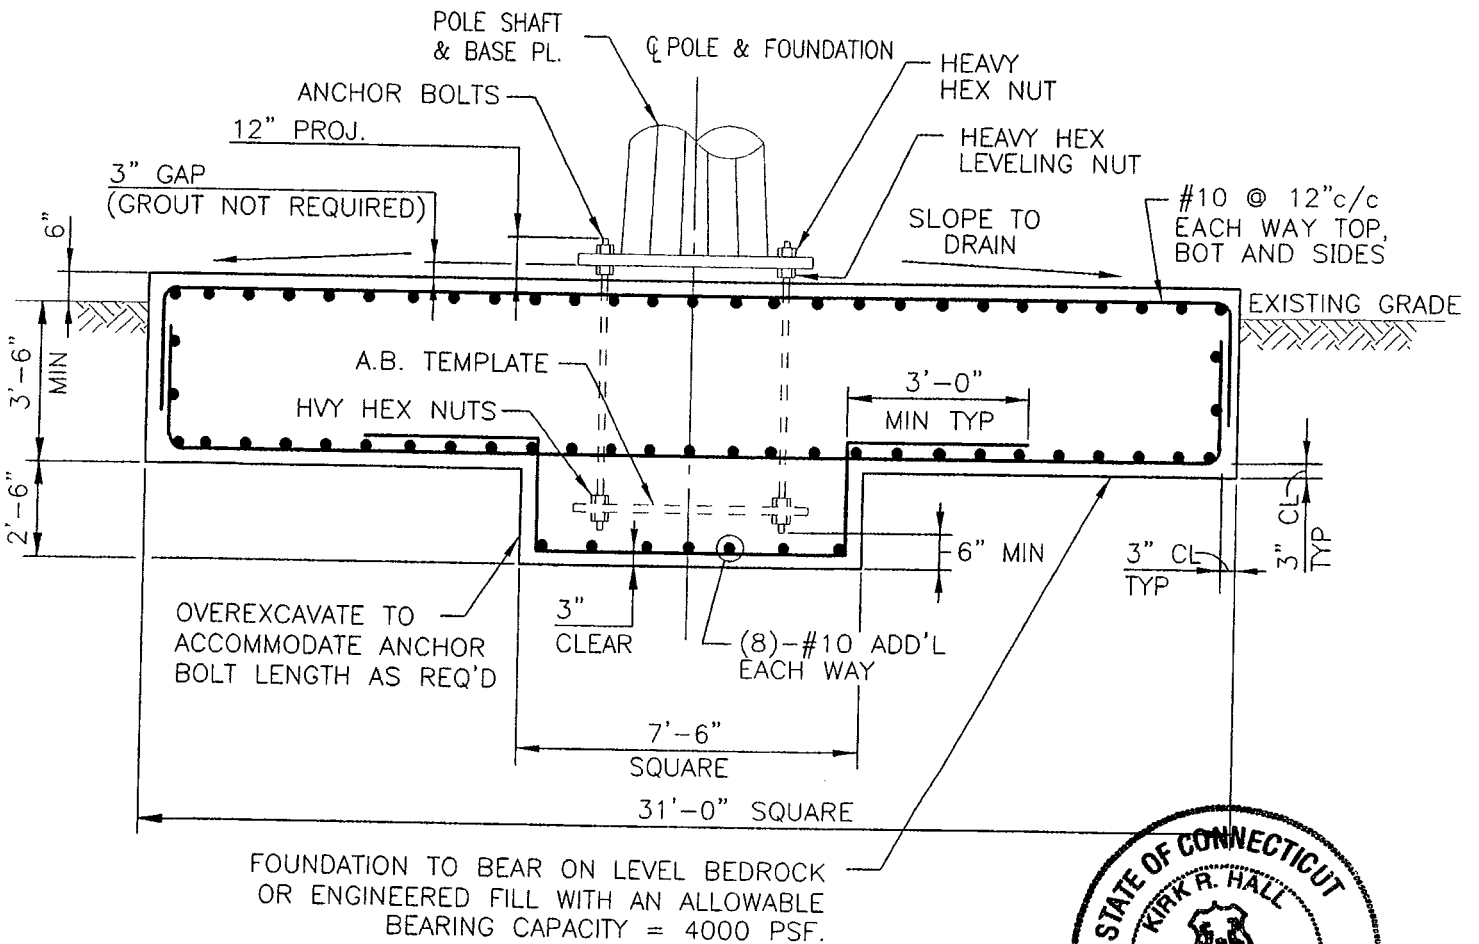 POLE SHAFT
& BASE PL.
℄ POLE & FOUNDATION
HEAVY
HEX NUT
ANCHOR BOLTS
12" PROJ.
HEAVY HEX
LEVELING NUT
3" GAP
(GROUT NOT REQUIRED)
#10 @ 12"c/c
EACH WAY TOP,
BOT AND SIDES
SLOPE TO
DRAIN
6"
EXISTING GRADE
3'-6"
MIN
A.B. TEMPLATE
HVY HEX NUTS
3'-0"
MIN TYP
2'-6"
6" MIN
3" CL
TYP
3" CL
TYP
3"
CLEAR
OVEREXCAVATE TO
ACCOMMODATE ANCHOR
BOLT LENGTH AS REQ'D
(8)-#10 ADD'L
EACH WAY
7'-6"
SQUARE
31'-0" SQUARE
FOUNDATION TO BEAR ON LEVEL BEDROCK
OR ENGINEERED FILL WITH AN ALLOWABLE
BEARING CAPACITY = 4000 PSF.
STATE OF CONNECTICUT
KIRK R. HALL